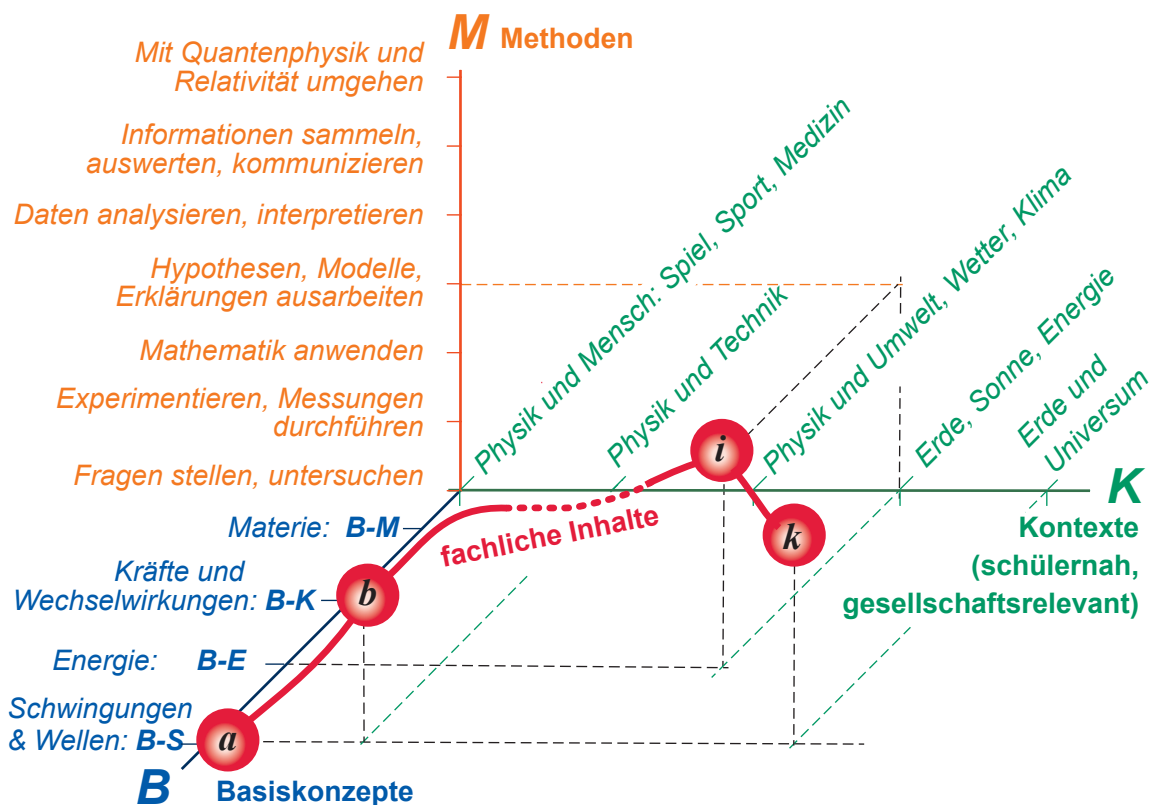 M Methoden
Mit Quantenphysik und
Relativität umgehen
Informationen sammeln,
auswerten, kommunizieren
Daten analysieren, interpretieren
Hypothesen, Modelle,
Erklärungen ausarbeiten
Mathematik anwenden
Experimentieren, Messungen
durchführen
Fragen stellen, untersuchen
Physik und Mensch: Spiel, Sport, Medizin
Physik und Technik
Physik und Umwelt, Wetter, Klima
Erde, Sonne, Energie
Erde und
Universum
K
Kontexte
(schülernah,
gesellschaftsrelevant)
i
k
fachliche Inhalte
b
a
Materie: B-M
Kräfte und
Wechselwirkungen: B-K
Energie: B-E
Schwingungen
& Wellen: B-S
B Basiskonzepte